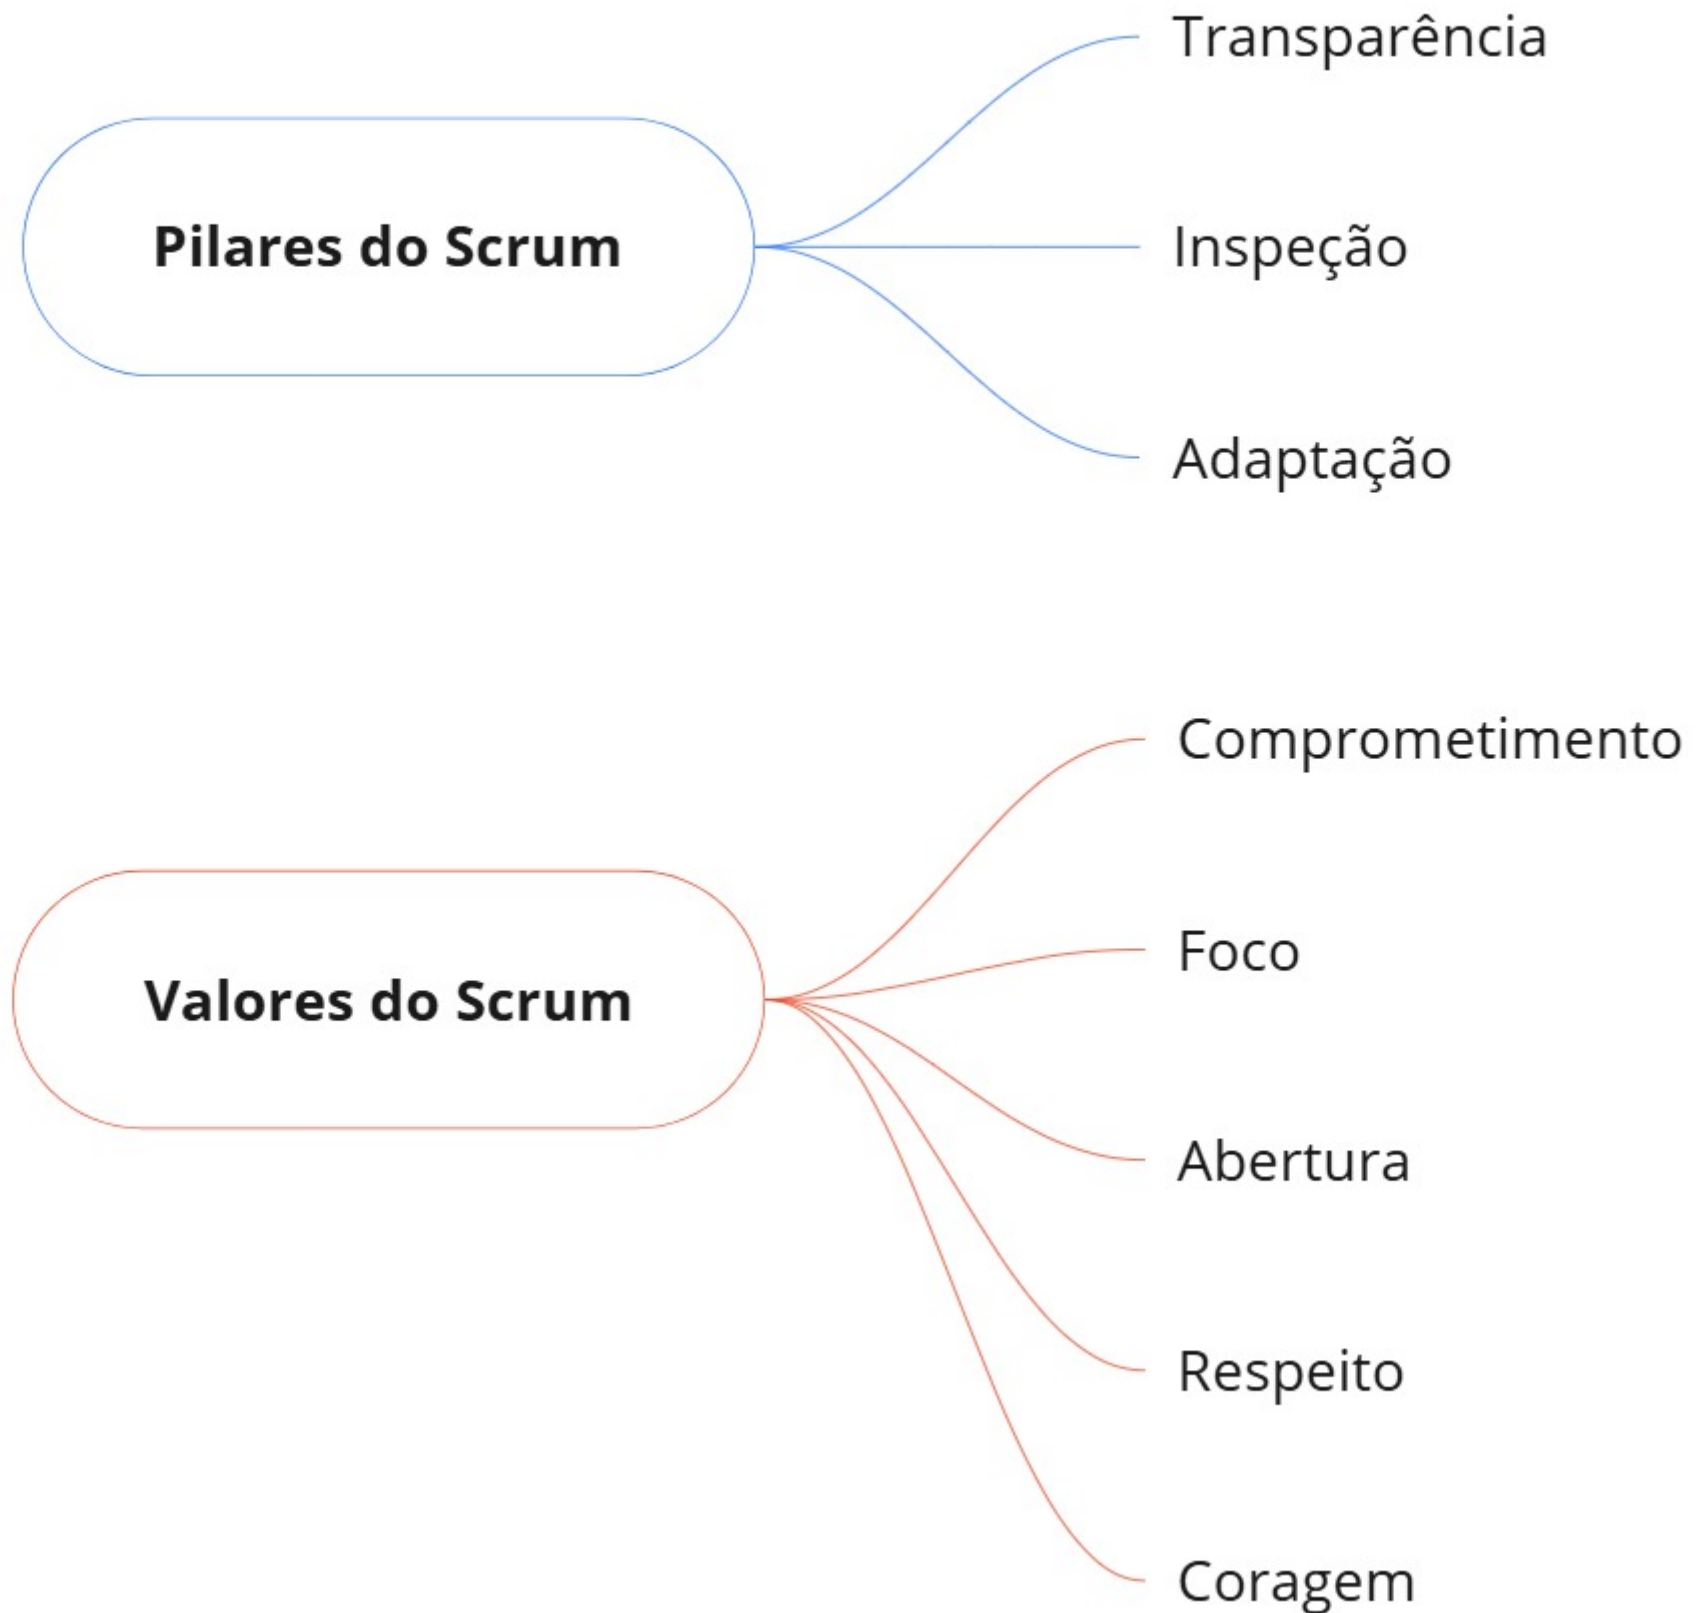 Pilares do Scrum
Transparência
Inspeção
Adaptação
Valores do Scrum
Comprometimento
Foco
Abertura
Respeito
Coragem